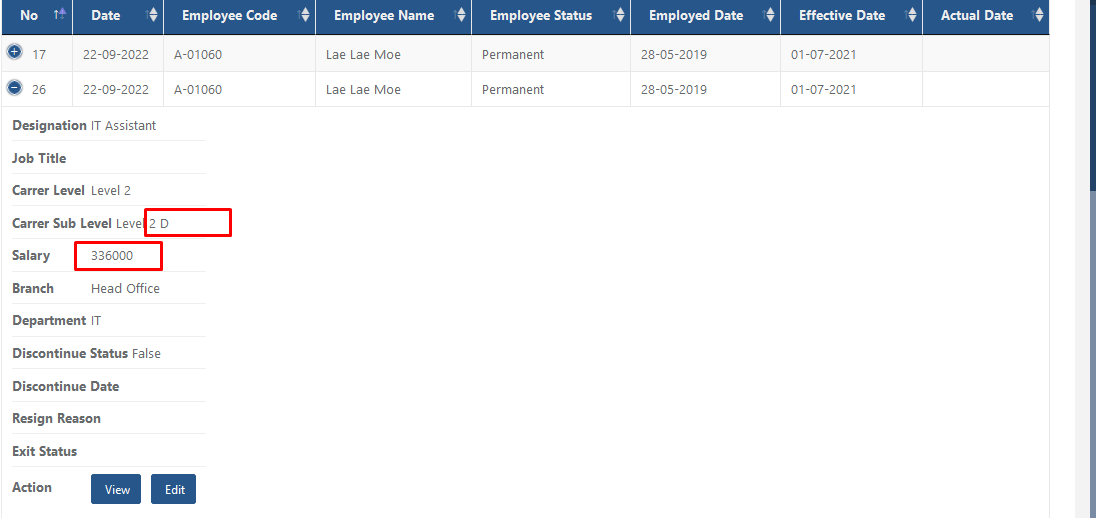 No Date Employee Code Employee Name Employee Status Employed Date Effective Date Actual Date
17 22-09-2022 A-01060 Lae Lae Moe Permanent 28-05-2019 01-07-2021
26 22-09-2022 A-01060 Lae Lae Moe Permanent 28-05-2019 01-07-2021
Designation IT Assistant
Job Title
Carrer Level Level 2
Carrer Sub Level Level 2 D
Salary 336000
Branch Head Office
Department IT
Discontinue Status False
Discontinue Date
Resign Reason
Exit Status
Action View Edit